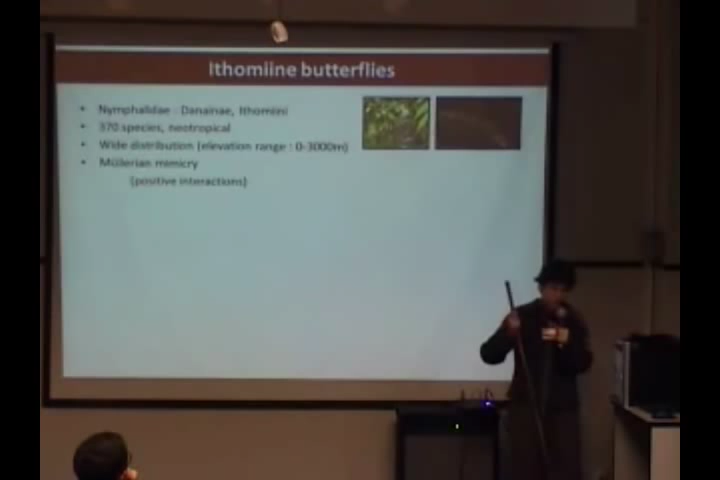 Ithomiine butterflies
• Nymphalidae : Danainae, Ithomiini
• 370 species, neotropical
• Wide distribution (elevation range : 0-3000m)
• Müllerian mimicry
(positive interactions)